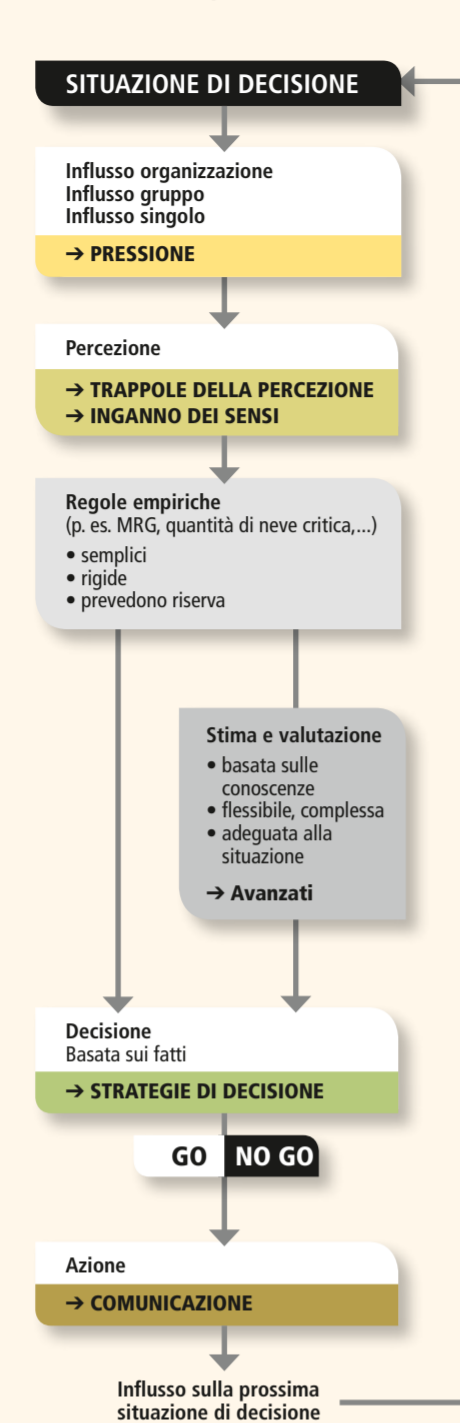 SITUAZIONE DI DECISIONE
Influsso organizzazione
Influsso gruppo
Influsso singolo
→ PRESSIONE
Percezione
→ TRAPPOLE DELLA PERCEZIONE
→ INGANNO DEI SENSI
Regole empiriche
(p. es. MRG, quantità di neve critica,...)
• semplici
• rigide
• prevedono riserva
Stima e valutazione
• basata sulle
conoscenze
• flessibile, complessa
• adeguata alla
situazione
→ Avanzati
Decisione
Basata sui fatti
→ STRATEGIE DI DECISIONE
GO NO GO
Azione
→ COMUNICAZIONE
Influsso sulla prossima
situazione di decisione